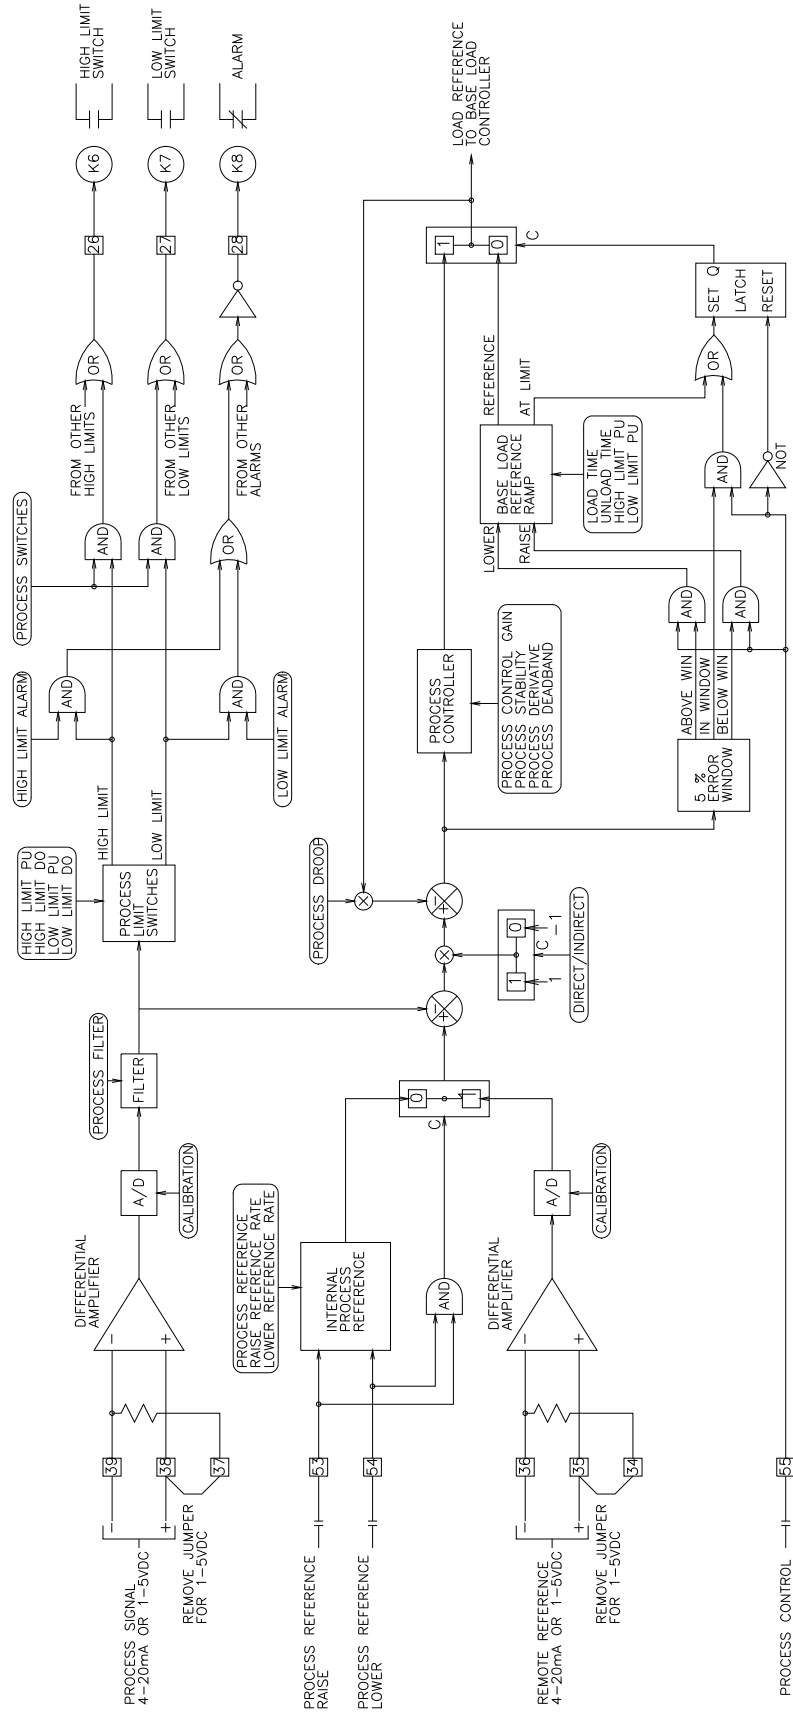 PROCESS SIGNAL
4-20mA OR 1-5VDC
REMOVE JUMPER
FOR 1-5VDC
39
38
37
-
+
DIFFERENTIAL
AMPLIFIER
-
+
A/D
CALIBRATION
PROCESS FILTER
FILTER
HIGH LIMIT PU
HIGH LIMIT DO
LOW LIMIT PU
LOW LIMIT DO
PROCESS
LIMIT
SWITCHES
HIGH LIMIT
LOW LIMIT
HIGH LIMIT ALARM
LOW LIMIT ALARM
AND
AND
PROCESS SWITCHES
AND
AND
OR
FROM OTHER
HIGH LIMITS
FROM OTHER
LOW LIMITS
FROM OTHER
ALARMS
OR
OR
OR
26
27
28
K6
K7
K8
HIGH LIMIT
SWITCH
LOW LIMIT
SWITCH
ALARM
PROCESS REFERENCE
RAISE
PROCESS REFERENCE
LOWER
53
54
PROCESS REFERENCE
RAISE REFERENCE RATE
LOWER REFERENCE RATE
INTERNAL
PROCESS
REFERENCE
AND
C
0
1
REMOTE REFERENCE
4-20mA OR 1-5VDC
REMOVE JUMPER
FOR 1-5VDC
36
35
34
-
+
DIFFERENTIAL
AMPLIFIER
-
+
A/D
CALIBRATION
+
-
1
0
1
C
-1
DIRECT/INDIRECT
PROCESS DROOP
+
-
PROCESS
CONTROLLER
PROCESS CONTROL GAIN
PROCESS STABILITY
PROCESS DERIVATIVE
PROCESS DEADBAND
5 %
ERROR
WINDOW
ABOVE WIN
IN WINDOW
BELOW WIN
AND
AND
LOWER
RAISE
BASE LOAD
REFERENCE
RAMP
LOAD TIME
UNLOAD TIME
HIGH LIMIT PU
LOW LIMIT PU
REFERENCE
AT LIMIT
AND
NOT
OR
SET Q
LATCH
RESET
1
0
C
LOAD REFERENCE
TO BASE LOAD
CONTROLLER
PROCESS CONTROL
55